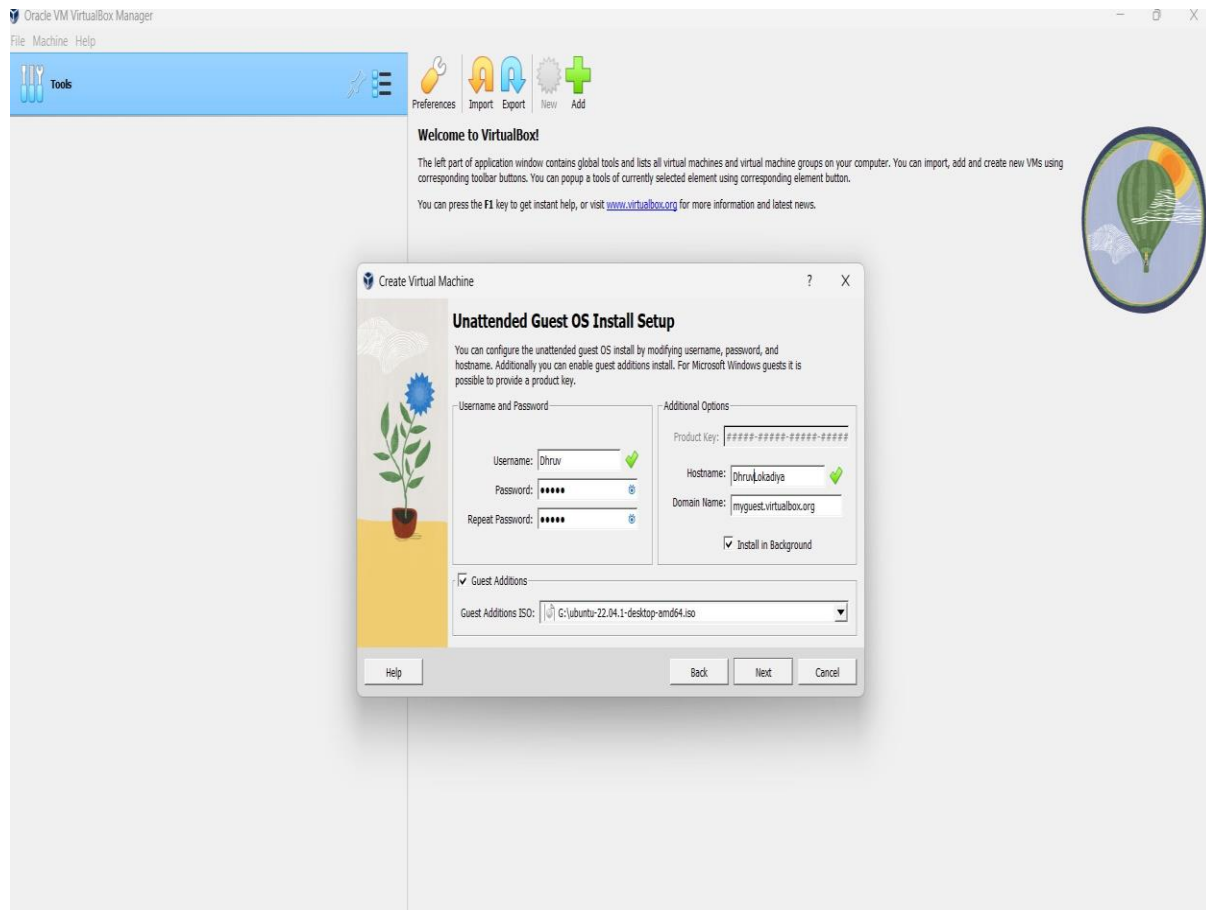 Oracle VM VirtualBox Manager
File Machine Help
Tools
Preferences Import Export New Add
Welcome to VirtualBox!
The left part of application window contains global tools and lists all virtual machines and virtual machine groups on your computer. You can import, add and create new VMs using
corresponding toolbar buttons. You can popup a tools of currently selected element using corresponding element button.
You can press the F1 key to get instant help, or visit www.virtualbox.org for more information and latest news.
Create Virtual Machine ? X
Unattended Guest OS Install Setup
You can configure the unattended guest OS install by modifying username, password, and
hostname. Additionally you can enable guest additions install. For Microsoft Windows guests it is
possible to provide a product key.
Username and Password
Username: Dhruv
Password: •••••
Repeat Password: •••••
Additional Options
Product Key: #####-#####-#####-#####
Hostname: DhruvLokadiya
Domain Name: myguest.virtualbox.org
Install in Background
Guest Additions
Guest Additions ISO: G:\ubuntu-22.04.1-desktop-amd64.iso
Help Back Next Cancel